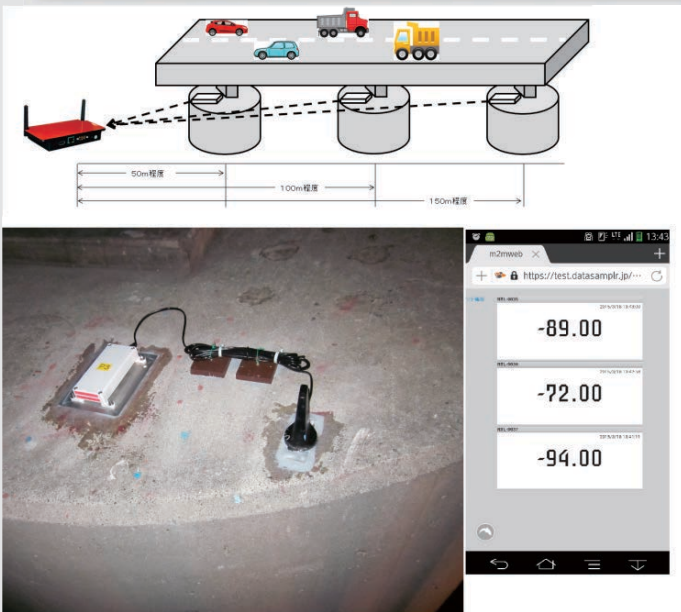 50m程度
100m程度
150m程度
LTE
13:43
m2mweb
https://test.datasamplr.jp/···
-89.00
-72.00
-94.00